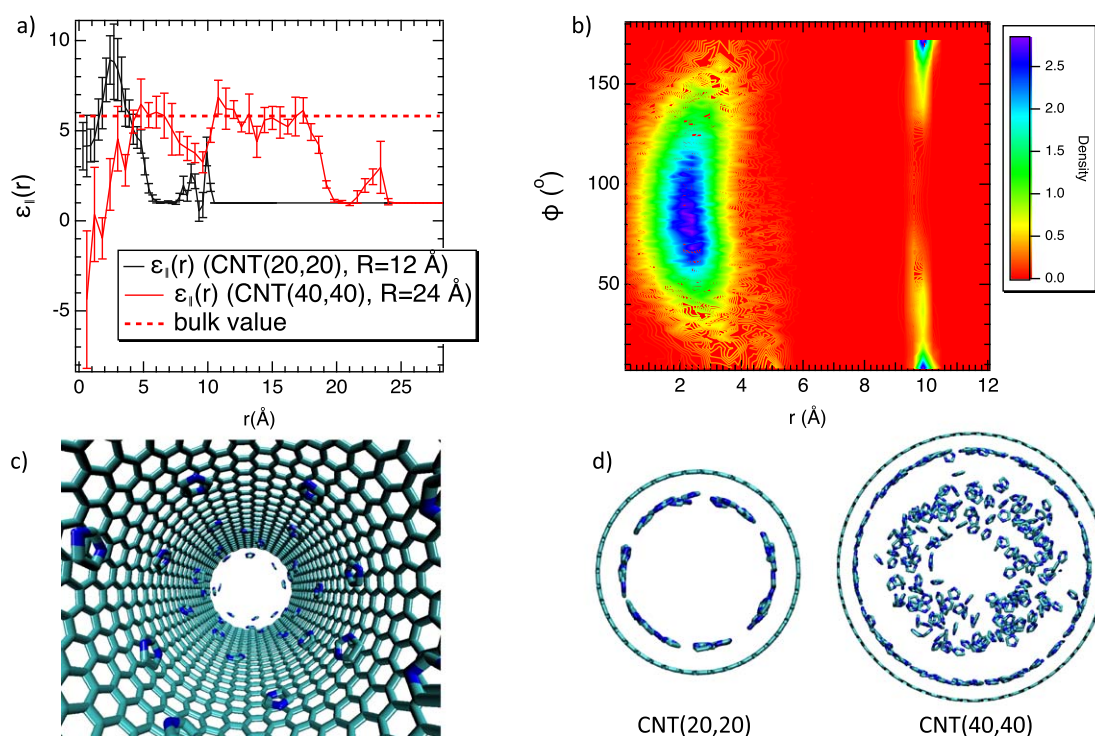 a)
10
5
0
-5
ε∥(r)
0
5
10
15
20
25
r(Å)
ε∥(r) (CNT(20,20), R=12 Å)
ε∥(r) (CNT(40,40), R=24 Å)
bulk value
b)
150
100
50
ϕ (°)
2
4
6
8
10
12
r (Å)
2.5
2.0
1.5
1.0
0.5
0.0
Density
c)
d)
CNT(20,20)
CNT(40,40)